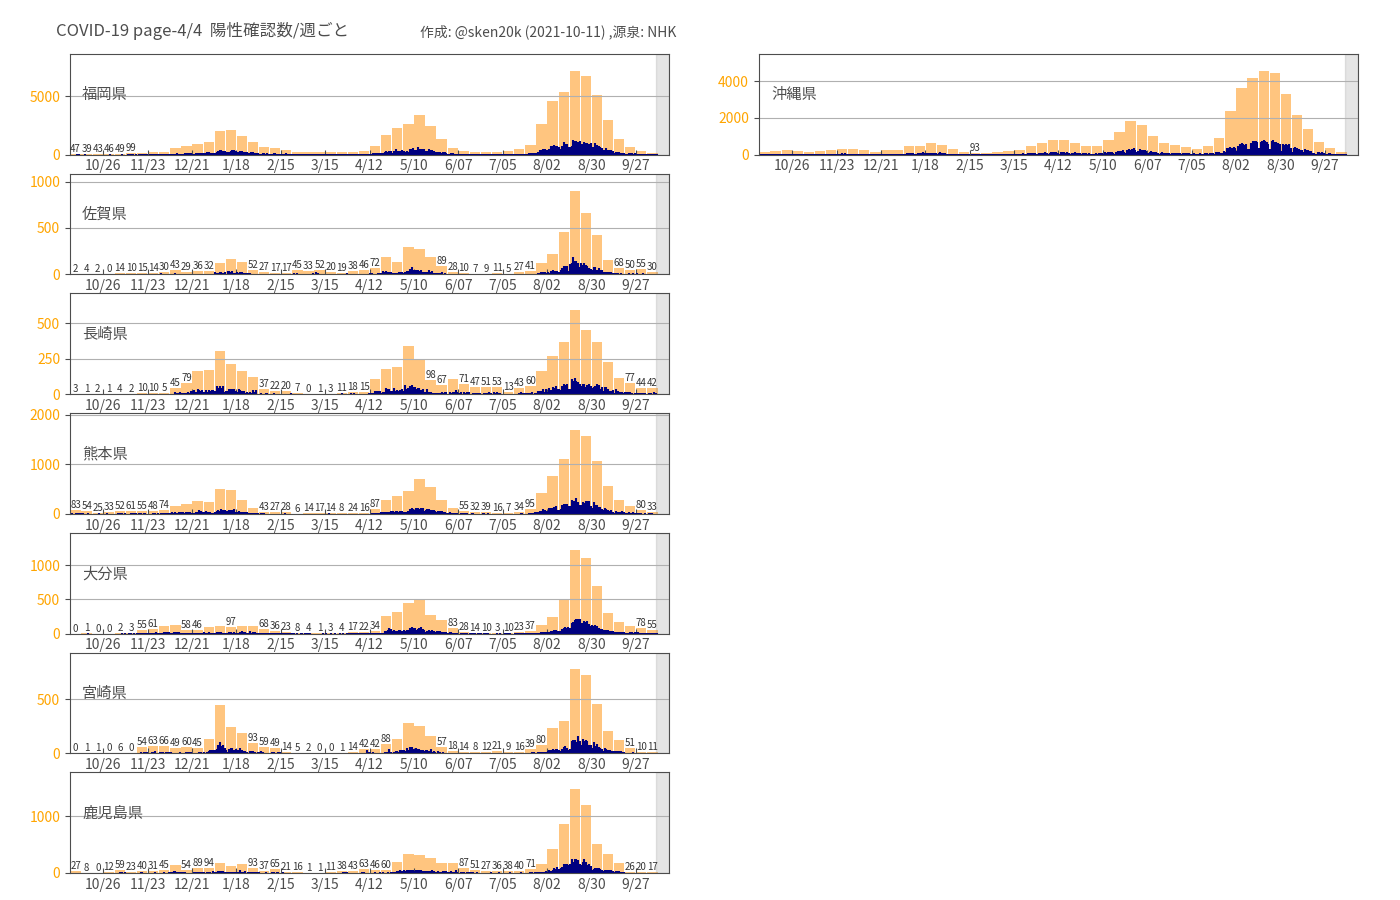 COVID-19 page-4/4 陽性確認数/週ごと
作成: @sken20k (2021-10-11) ,源泉: NHK
福岡県
5000
0
47 39 43 46 49 99
10/26 11/23 12/21 1/18 2/15 3/15 4/12 5/10 6/07 7/05 8/02 8/30 9/27
沖縄県
4000
2000
0
93
10/26 11/23 12/21 1/18 2/15 3/15 4/12 5/10 6/07 7/05 8/02 8/30 9/27
佐賀県
1000
500
0
2 4 2 0 14 10 15 14 30 43 29 36 32 52 27 17 17 45 33 52 20 19 38 46 72 89 28 10 7 9 11 5 27 41 68 50 55 30
10/26 11/23 12/21 1/18 2/15 3/15 4/12 5/10 6/07 7/05 8/02 8/30 9/27
長崎県
500
250
0
3 1 2 1 4 2 10 10 5 45 79 37 22 20 7 0 1 3 11 18 15 98 67 71 47 51 53 13 43 60 77 44 42
10/26 11/23 12/21 1/18 2/15 3/15 4/12 5/10 6/07 7/05 8/02 8/30 9/27
熊本県
2000
1000
0
83 54 25 33 52 61 55 48 74 43 27 28 6 14 17 14 8 24 16 87 55 32 39 16 7 34 95 80 33
10/26 11/23 12/21 1/18 2/15 3/15 4/12 5/10 6/07 7/05 8/02 8/30 9/27
大分県
1000
500
0
0 1 0 0 2 3 55 61 58 46 97 68 36 23 8 4 1 3 4 17 22 34 83 28 14 10 3 10 23 37 78 55
10/26 11/23 12/21 1/18 2/15 3/15 4/12 5/10 6/07 7/05 8/02 8/30 9/27
宮崎県
500
0
0 1 1 0 6 0 54 63 66 49 60 45 93 59 49 14 5 2 0 0 1 14 42 42 88 57 18 14 8 12 21 9 16 39 80 51 10 11
10/26 11/23 12/21 1/18 2/15 3/15 4/12 5/10 6/07 7/05 8/02 8/30 9/27
鹿児島県
1000
0
27 8 0 12 59 23 40 31 45 54 89 94 93 37 65 21 16 1 1 11 38 43 63 46 60 87 51 27 36 38 40 71 26 20 17
10/26 11/23 12/21 1/18 2/15 3/15 4/12 5/10 6/07 7/05 8/02 8/30 9/27